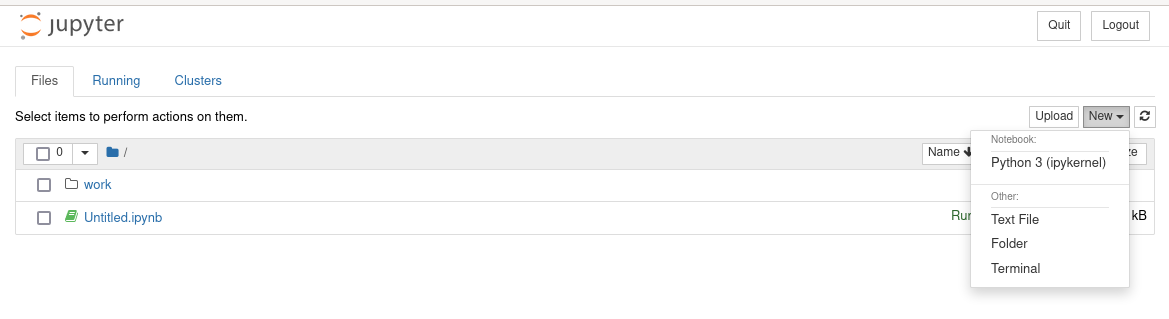 jupyter
Quit
Logout
Files
Running
Clusters
Select items to perform actions on them.
Upload
New
0
/
Name
Notebook:
Python 3 (ipykernel)
work
Other:
Untitled.ipynb
kB
Text File
Folder
Terminal